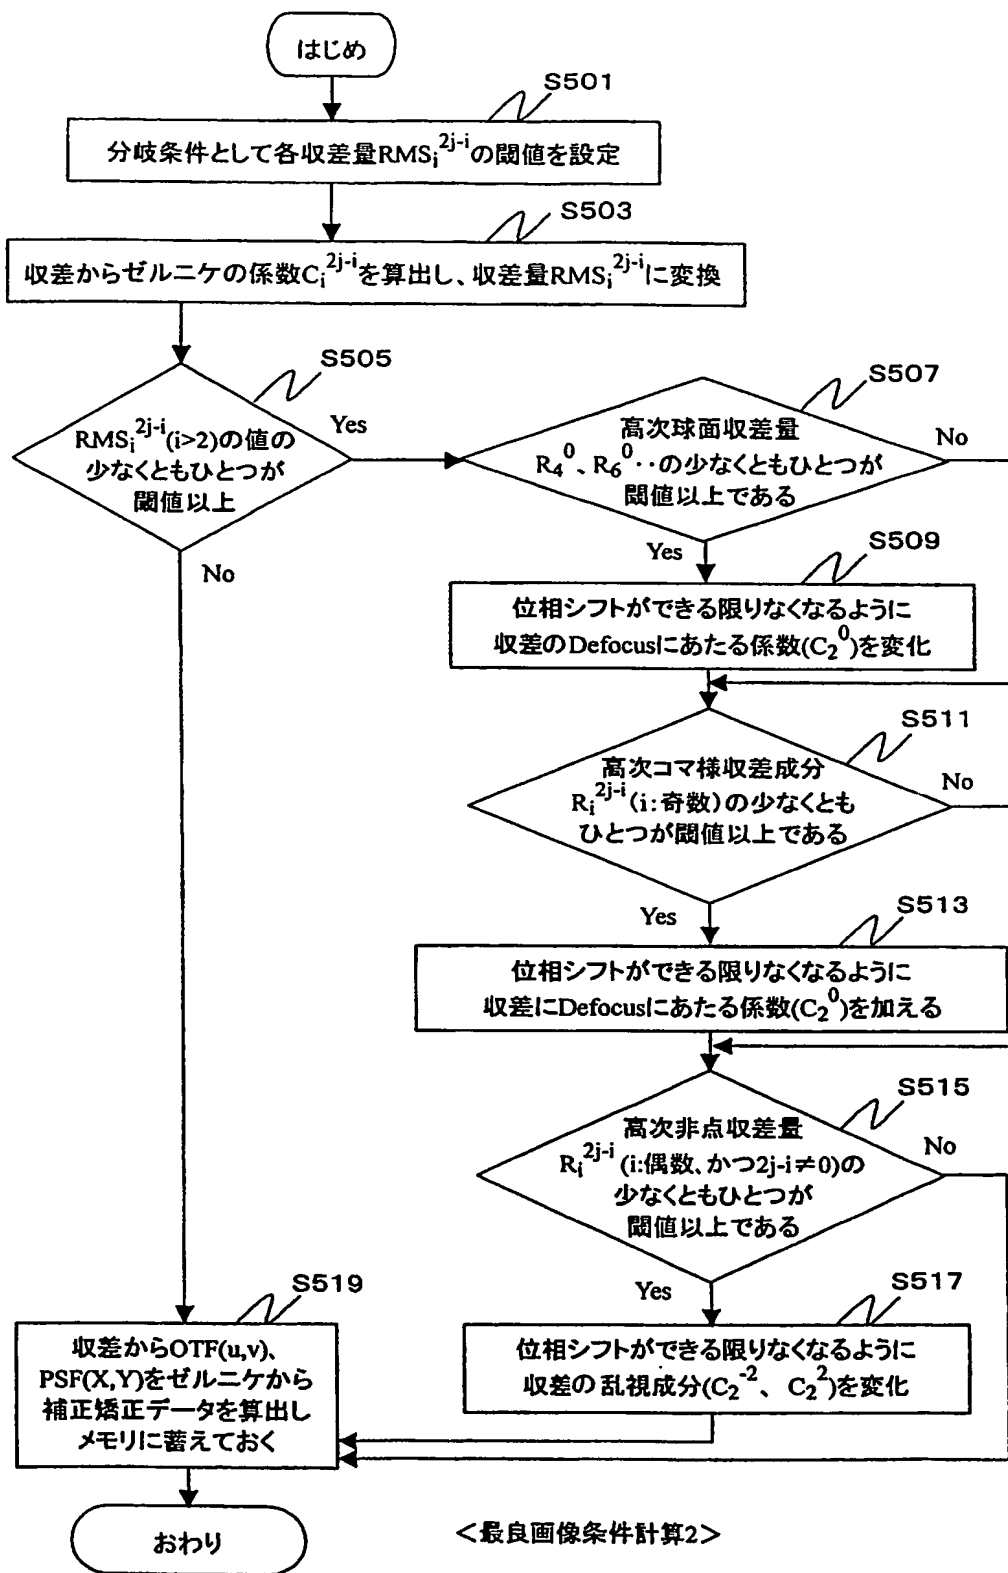 はじめ
S501
分岐条件として各収差量RMSᵢ²ʲ⁻ⁱの閾値を設定
S503
収差からゼルニケの係数Cᵢ²ʲ⁻ⁱを算出し、収差量RMSᵢ²ʲ⁻ⁱに変換
S505
RMSᵢ²ʲ⁻ⁱ(i>2)の値の
少なくともひとつが
閾値以上
Yes
No
S507
高次球面収差量
R₄⁰、R₆⁰··の少なくともひとつが
閾値以上である
No
Yes
S509
位相シフトができる限りなくなるように
収差のDefocusにあたる係数(C₂⁰)を変化
S511
高次コマ様収差成分
Rᵢ²ʲ⁻ⁱ(i:奇数)の少なくとも
ひとつが閾値以上である
No
Yes
S513
位相シフトができる限りなくなるように
収差にDefocusにあたる係数(C₂⁰)を加える
S515
高次非点収差量
Rᵢ²ʲ⁻ⁱ(i:偶数、かつ2j-i≠0)の
少なくともひとつが
閾値以上である
No
Yes
S517
位相シフトができる限りなくなるように
収差の乱視成分(C₂⁻²、C₂²)を変化
S519
収差からOTF(u,v)、
PSF(X,Y)をゼルニケから
補正矯正データを算出し
メモリに蓄えておく
おわり
<最良画像条件計算2>